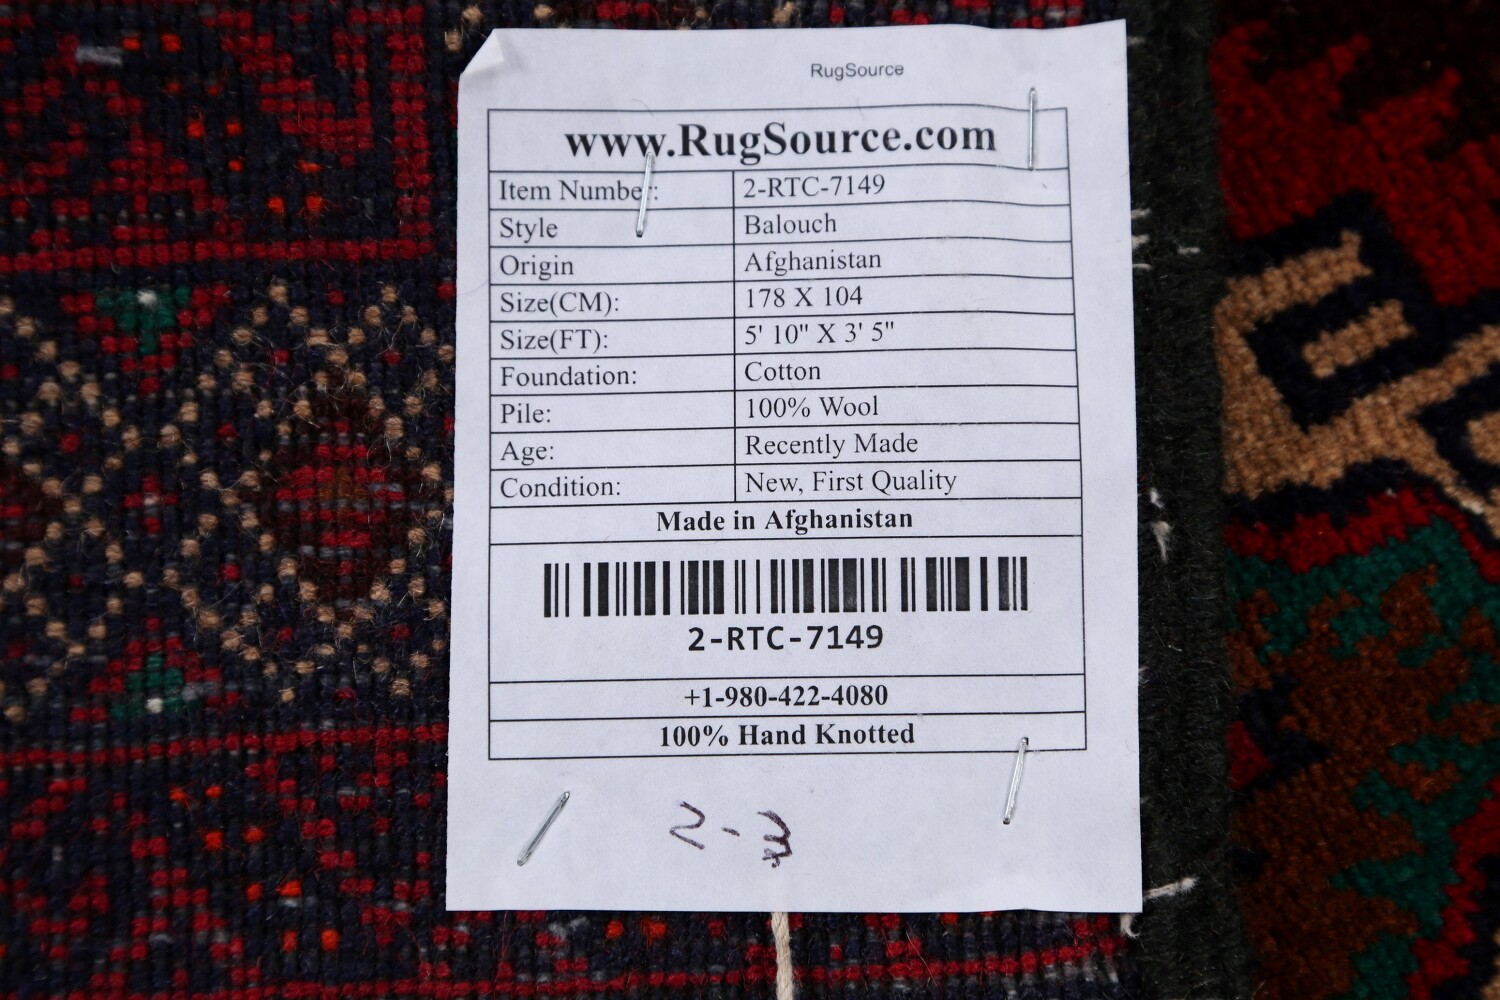 RugSource
www.RugSource.com
Item Number: 2-RTC-7149
Style Balouch
Origin Afghanistan
Size(CM): 178 X 104
Size(FT): 5' 10" X 3' 5"
Foundation: Cotton
Pile: 100% Wool
Age: Recently Made
Condition: New, First Quality
Made in Afghanistan
2-RTC-7149
+1-980-422-4080
100% Hand Knotted
2-3